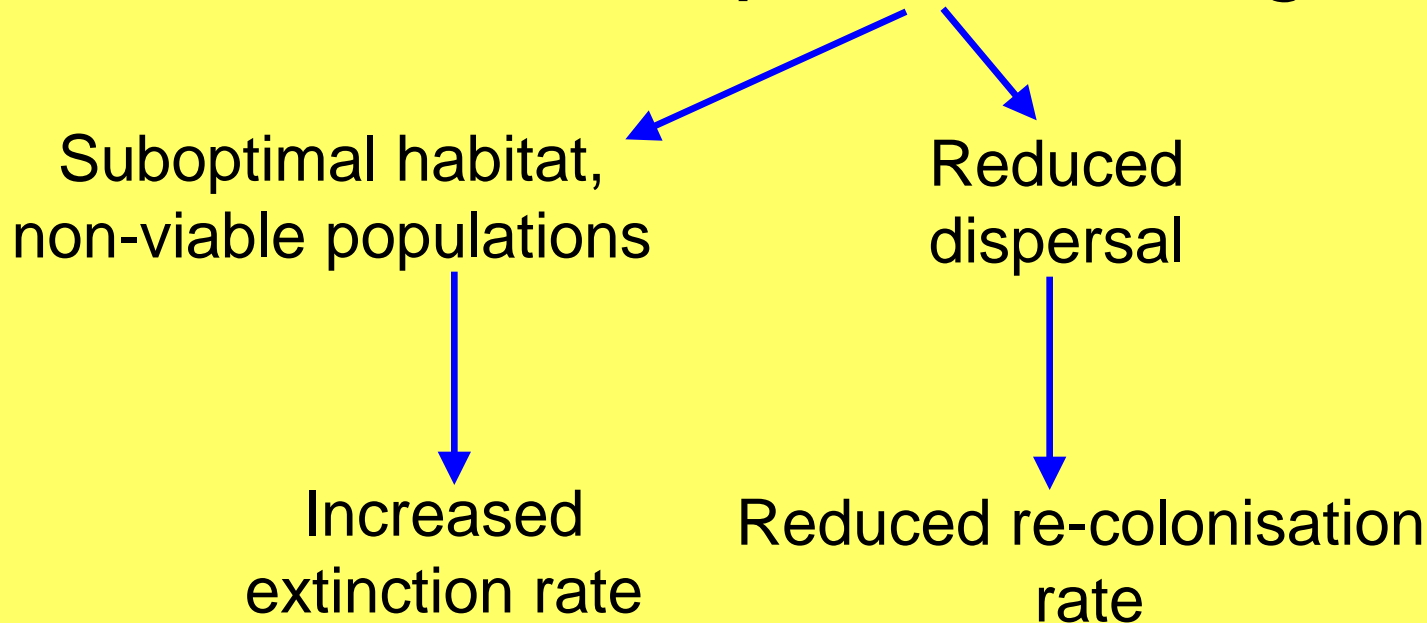 Suboptimal habitat,
non-viable populations
Reduced
dispersal
Increased
extinction rate
Reduced re-colonisation
rate